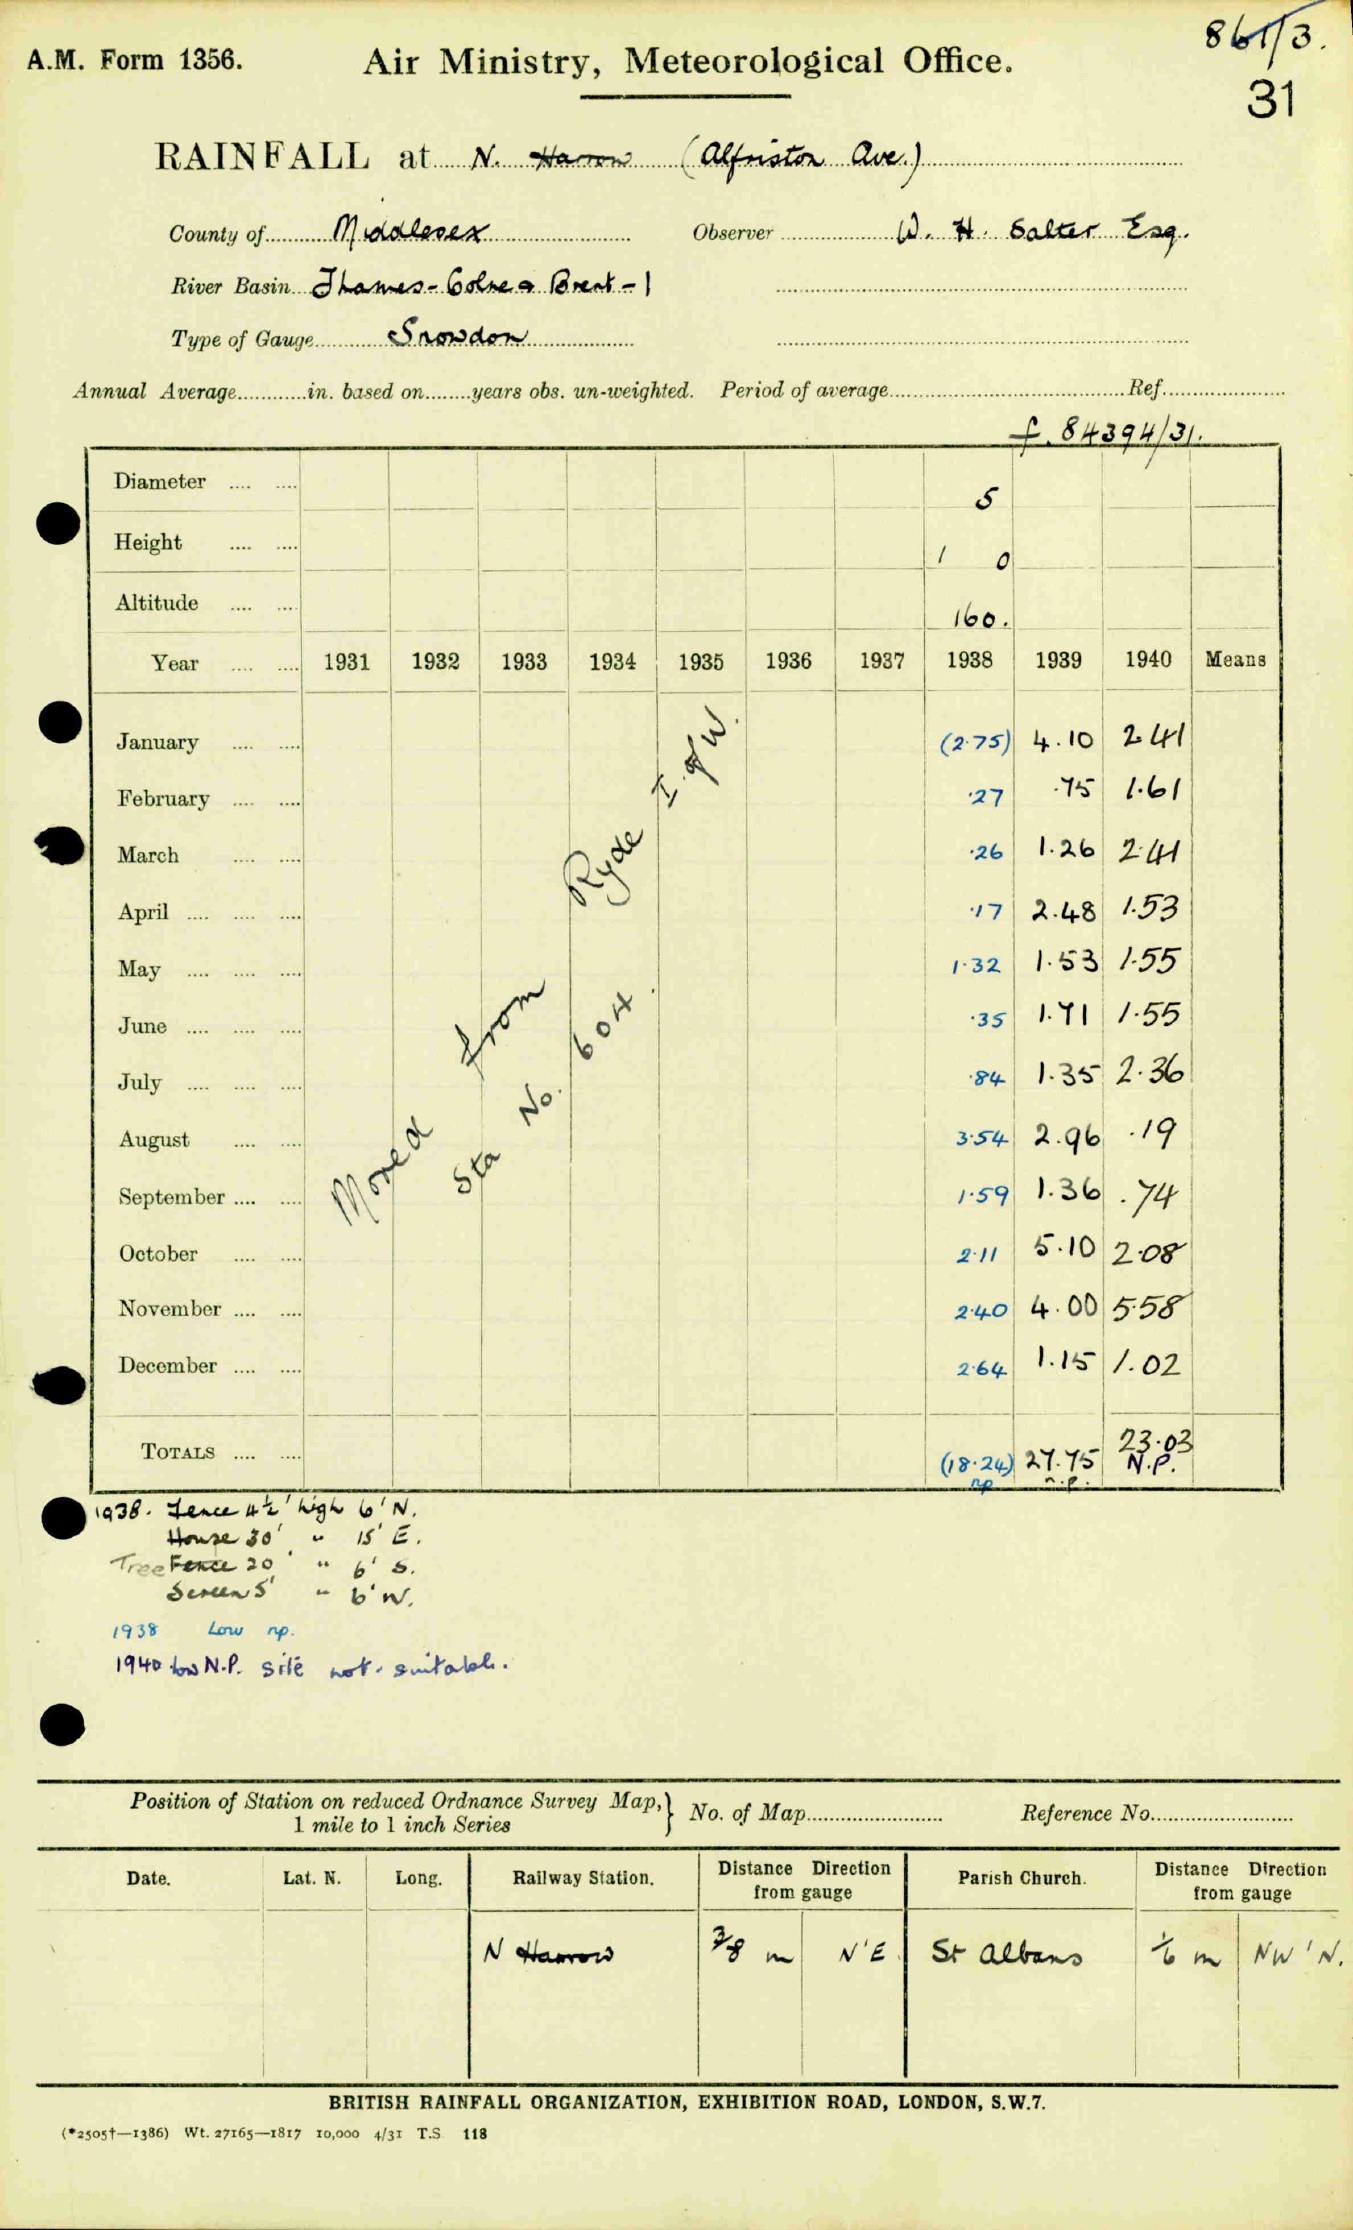 861/3.
A.M. Form 1356. Air Ministry, Meteorological Office.
31
RAINFALL at N. Harrow (Alfriston Ave.)
County of Middlesex Observer W. H. Salter Esq.
River Basin Thames - Colne & Brent - 1
Type of Gauge Snowdon
Annual Average in. based on years obs. un-weighted. Period of average Ref.
f. 84394/31.
Diameter 5
Height 1 0
Altitude 160.
Year 1931 1932 1933 1934 1935 1936 1937 1938 1939 1940 Means
January (2.75) 4.10 2.41
February .27 .75 1.61
March .26 1.26 2.41
April .17 2.48 1.53
May 1.32 1.53 1.55
June .35 1.71 1.55
July .84 1.35 2.36
August 3.54 2.96 .19
September 1.59 1.36 .74
October 2.11 5.10 2.08
November 2.40 4.00 5.58
December 2.64 1.15 1.02
TOTALS (18.24) 27.75 23.03
np n.p. N.P.
Moved from Ryde I. of W.
Sta No. 604.
1938. Fence 4½' high 6' N.
House 30' " 15' E.
Tree Fence 20' " 6' S.
Screen 5' " 6' W.
1938 Low np.
1940 low N.P. site not suitable.
Position of Station on reduced Ordnance Survey Map, } No. of Map Reference No.
1 mile to 1 inch Series
Date. Lat. N. Long. Railway Station. Distance Direction from gauge Parish Church. Distance Direction from gauge
N Harrow 3/8 m N'E St Albans 1/6 m NW'N.
BRITISH RAINFALL ORGANIZATION, EXHIBITION ROAD, LONDON, S.W.7.
(*2505†—1386) Wt. 27165—1817 10,000 4/31 T.S. 118